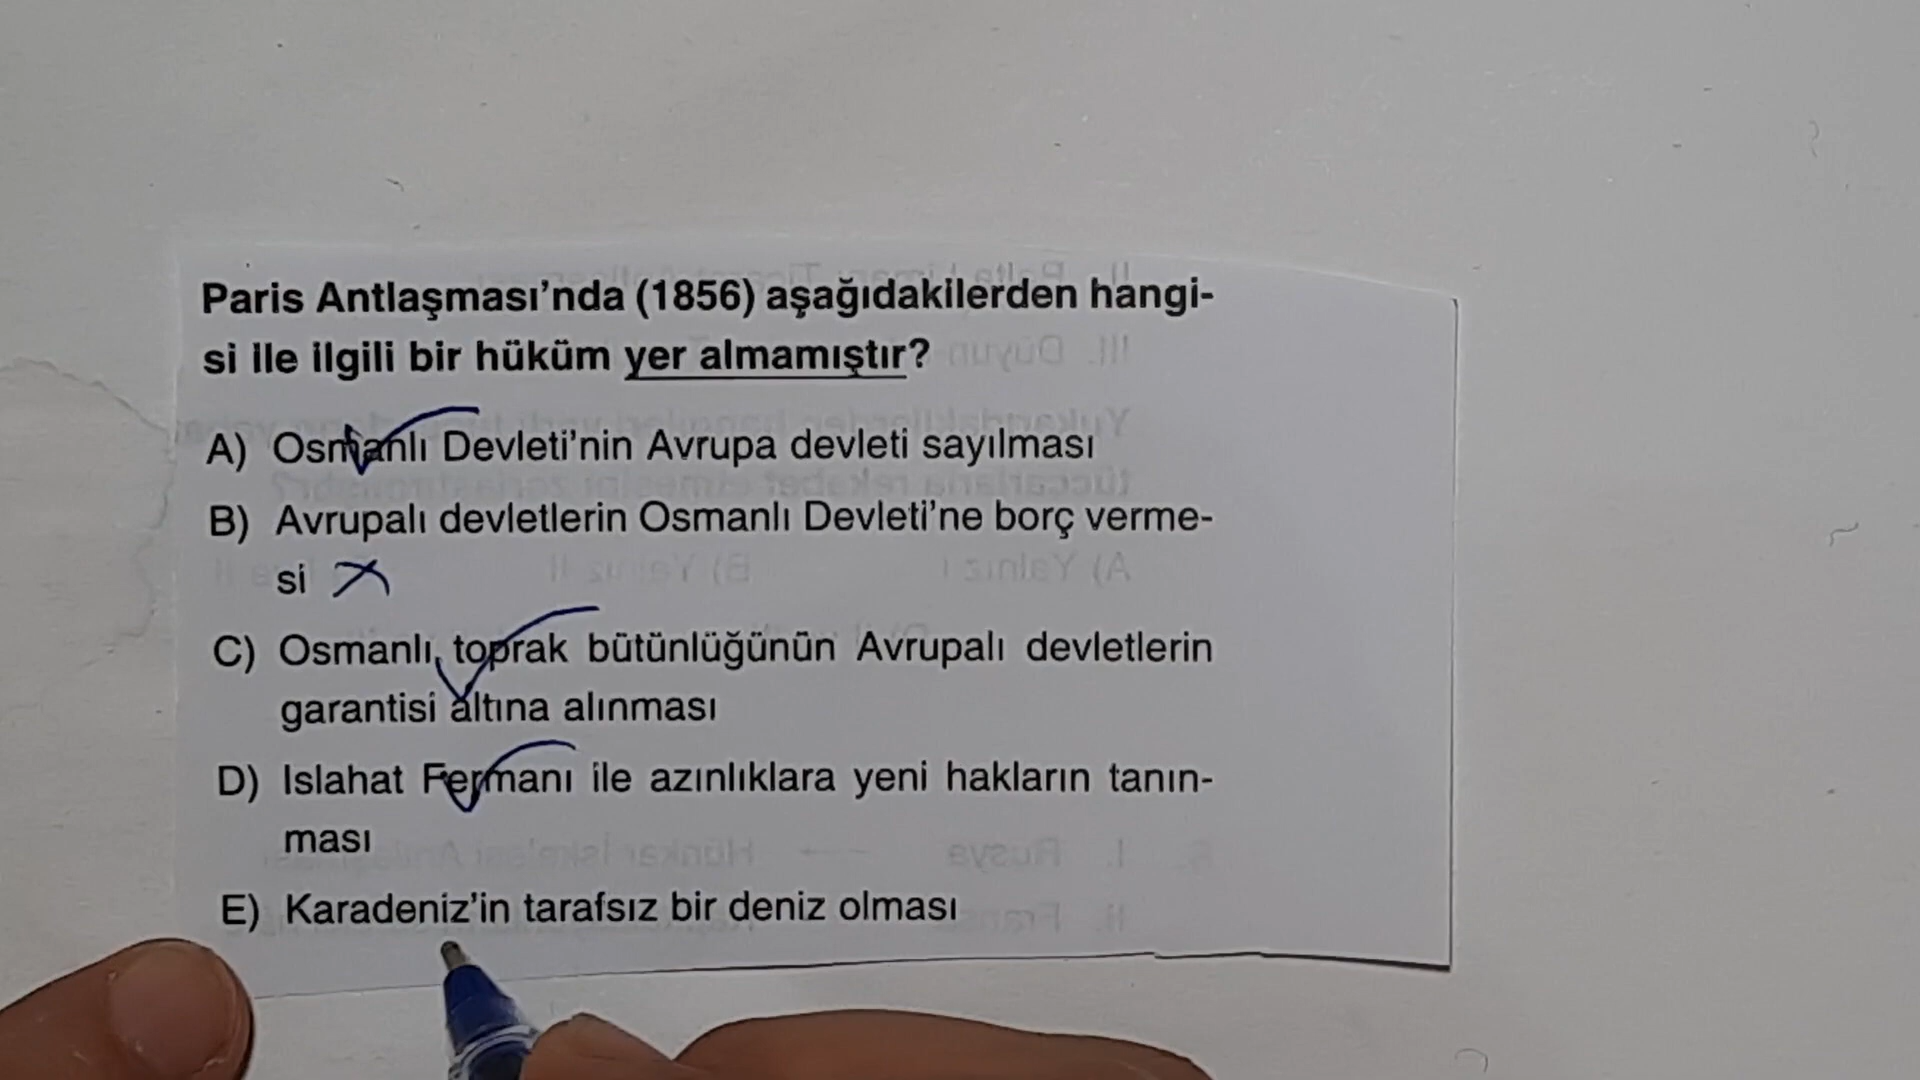 Paris Antlaşması'nda (1856) aşağıdakilerden hangi-
si ile ilgili bir hüküm yer almamıştır?
A) Osmanlı Devleti'nin Avrupa devleti sayılması
B) Avrupalı devletlerin Osmanlı Devleti'ne borç verme-
si
C) Osmanlı, toprak bütünlüğünün Avrupalı devletlerin
garantisi altına alınması
D) Islahat Fermanı ile azınlıklara yeni hakların tanın-
ması
E) Karadeniz'in tarafsız bir deniz olması